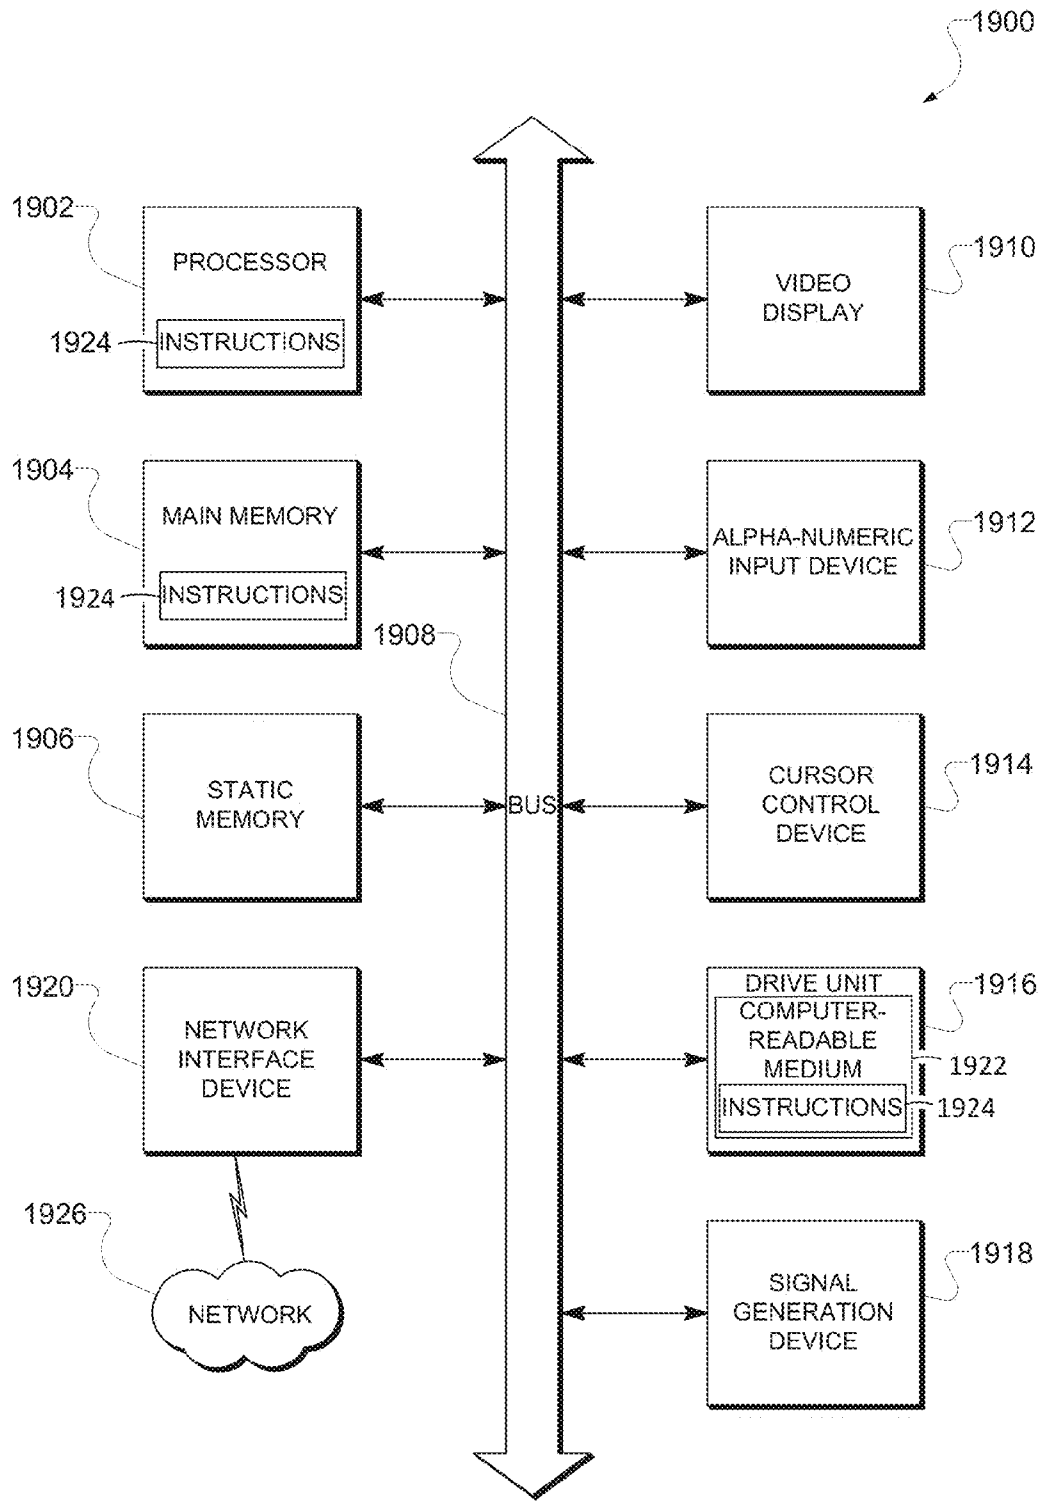 1900
1902
PROCESSOR
1924
INSTRUCTIONS
1910
VIDEO
DISPLAY
1904
MAIN MEMORY
1924
INSTRUCTIONS
1912
ALPHA-NUMERIC
INPUT DEVICE
1908
BUS
1906
STATIC
MEMORY
1914
CURSOR
CONTROL
DEVICE
1920
NETWORK
INTERFACE
DEVICE
1916
DRIVE UNIT
COMPUTER-
READABLE
MEDIUM
1922
INSTRUCTIONS
1924
1926
NETWORK
1918
SIGNAL
GENERATION
DEVICE